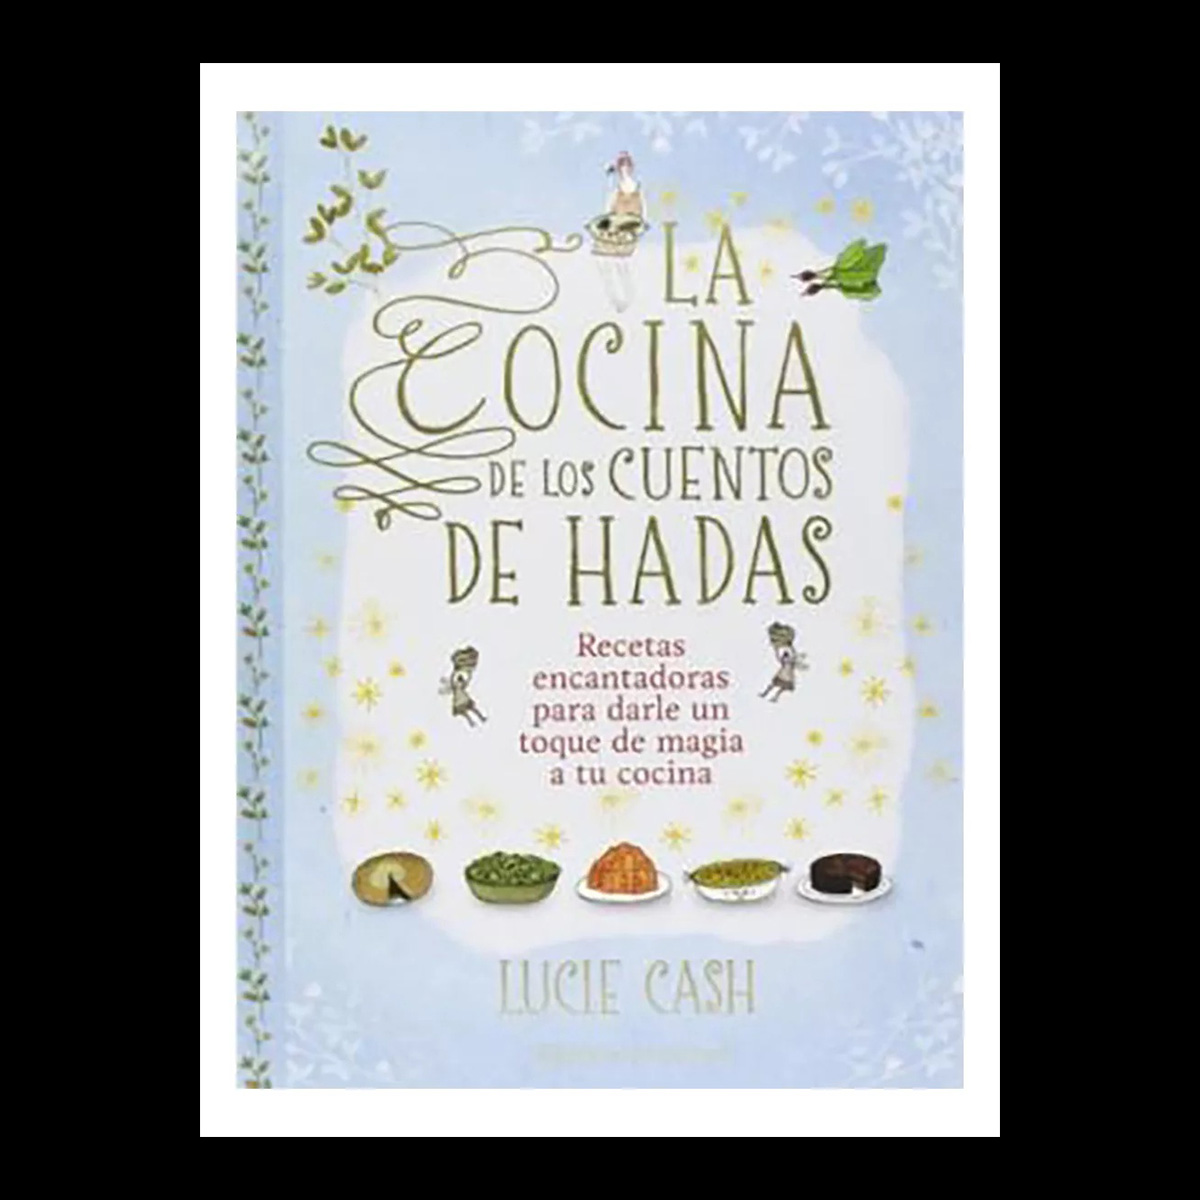 LA
COCINA
DE LOS CUENTOS
DE HADAS
Recetas
encantadoras
para darle un
toque de magia
a tu cocina
LUCIE CASH